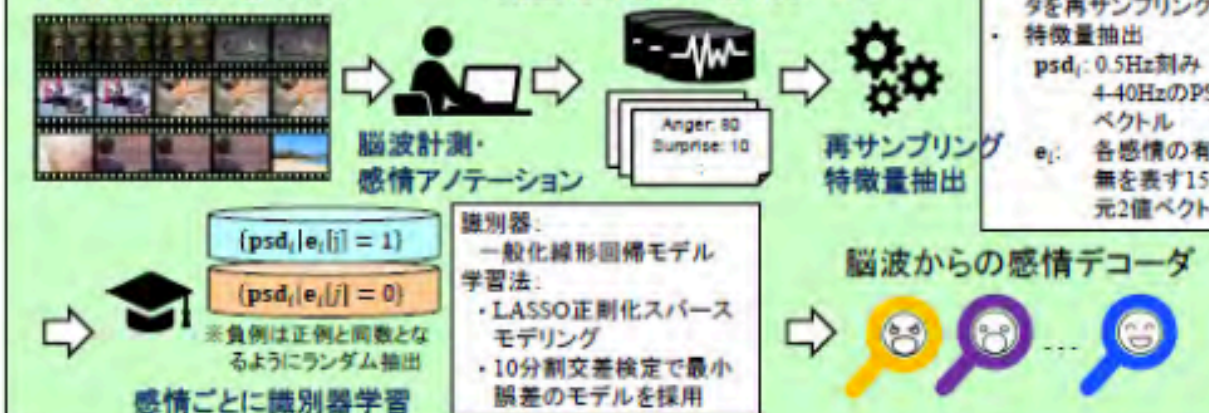 タを再サンプリング
・ 特徴量抽出
psdᵢ: 0.5Hz刻み
4-40HzのPS
ベクトル
eᵢ: 各感情の有
無を表す15
元2値ベクト
脳波計測・
感情アノテーション
Anger: 80
Surprise: 10
:
再サンプリング
特徴量抽出
{psdᵢ|eᵢ[j] = 1}
{psdᵢ|eᵢ[j] = 0}
※負例は正例と同数とな
るようにランダム抽出
感情ごとに識別器学習
識別器:
一般化線形回帰モデル
学習法:
・LASSO正則化スパース
モデリング
・10分割交差検定で最小
誤差のモデルを採用
脳波からの感情デコーダ
...